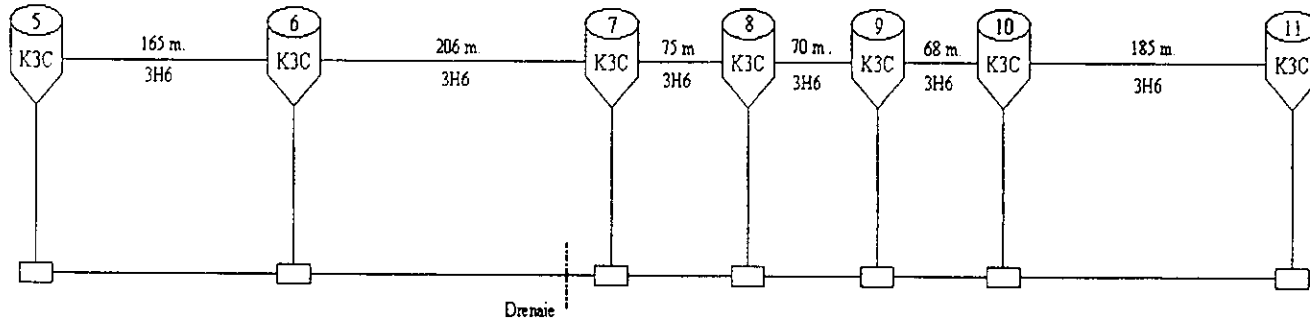 5 6 7 8 9 10 11
K3C 165 m. K3C 206 m. K3C 75 m K3C 70 m. K3C 68 m. K3C 185 m. K3C
3H6 3H6 3H6 3H6 3H6 3H6
Drenaie